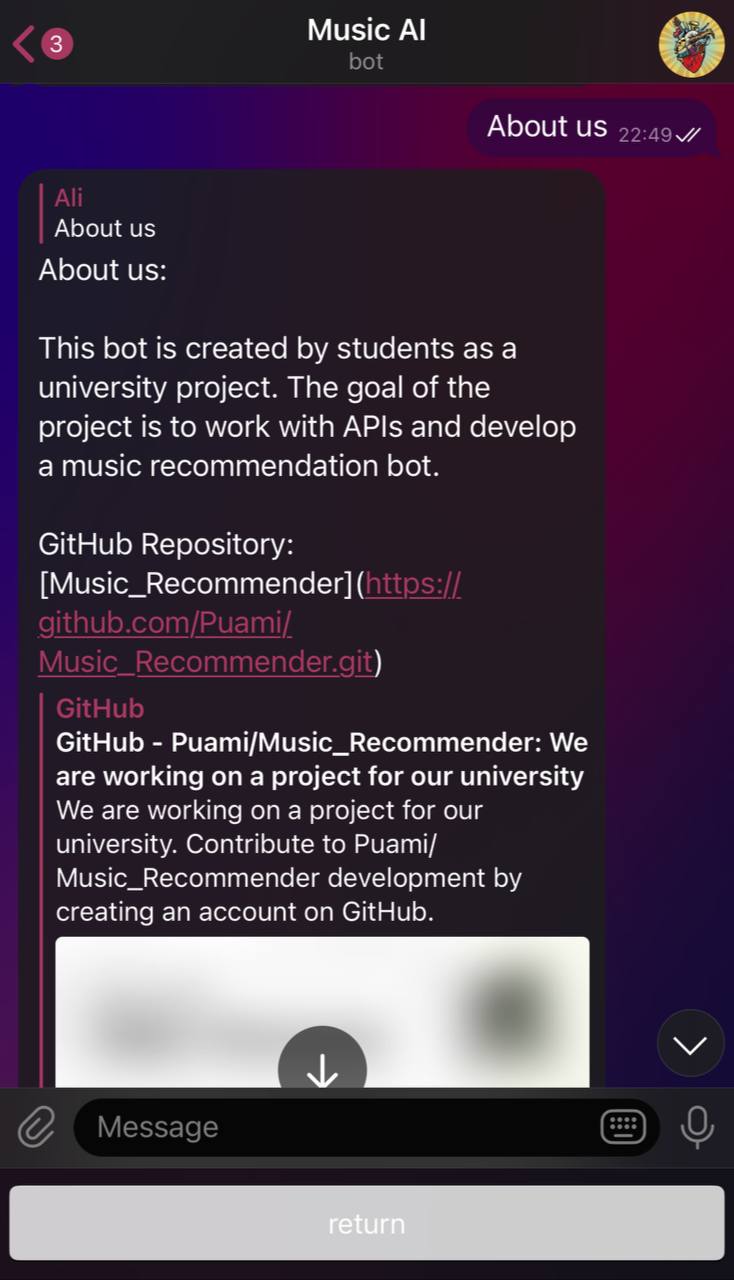 3
Music AI
bot
About us 22:49
Ali
About us
About us:
This bot is created by students as a
university project. The goal of the
project is to work with APIs and develop
a music recommendation bot.
GitHub Repository:
[Music_Recommender](https://
github.com/Puami/
Music_Recommender.git)
GitHub
GitHub - Puami/Music_Recommender: We
are working on a project for our university
We are working on a project for our
university. Contribute to Puami/
Music_Recommender development by
creating an account on GitHub.
Message
return